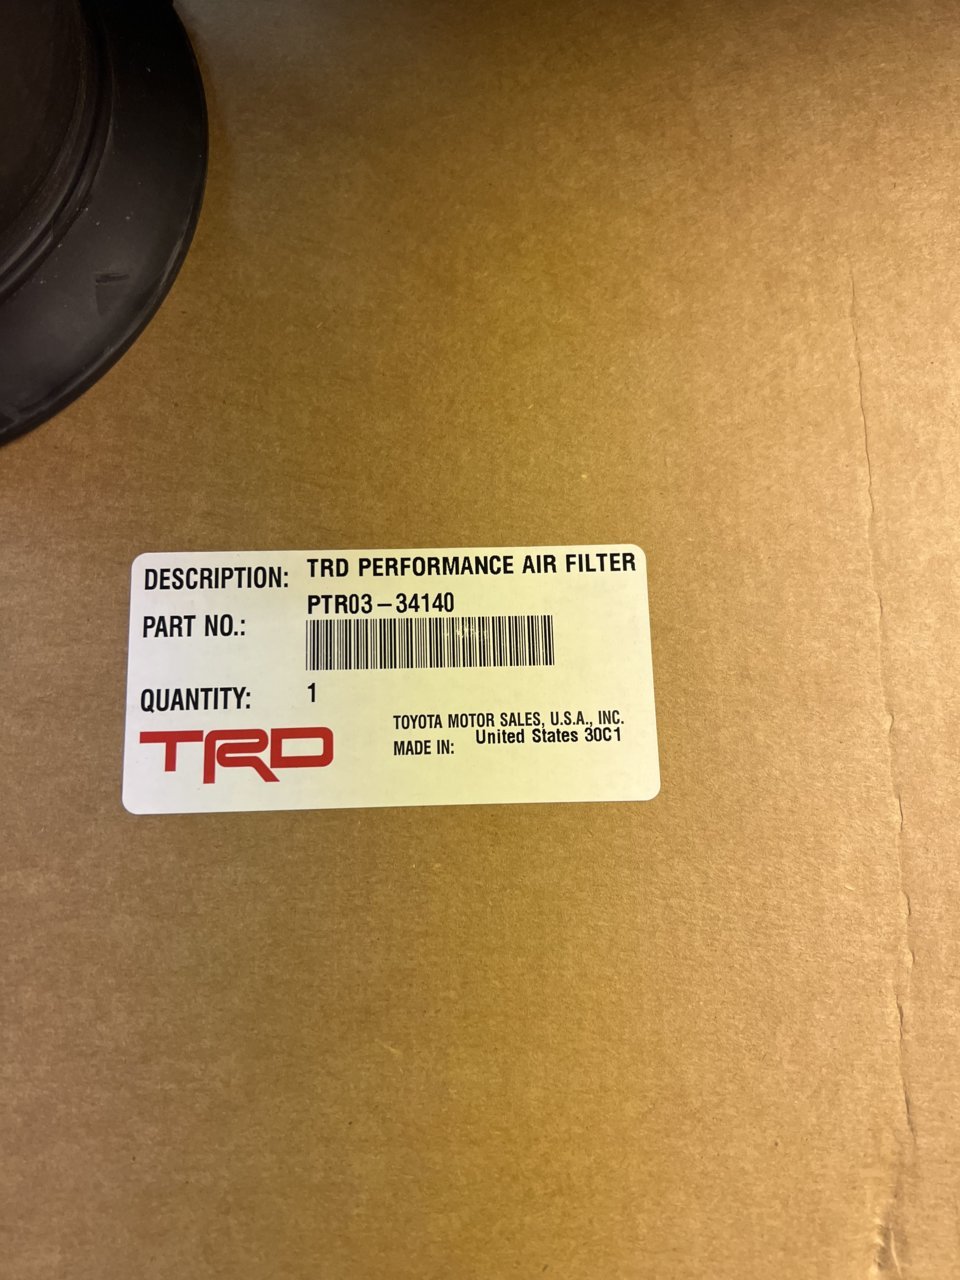 DESCRIPTION: TRD PERFORMANCE AIR FILTER
PART NO.: PTR03-34140
QUANTITY: 1
TRD
TOYOTA MOTOR SALES, U.S.A., INC.
MADE IN: United States 30C1